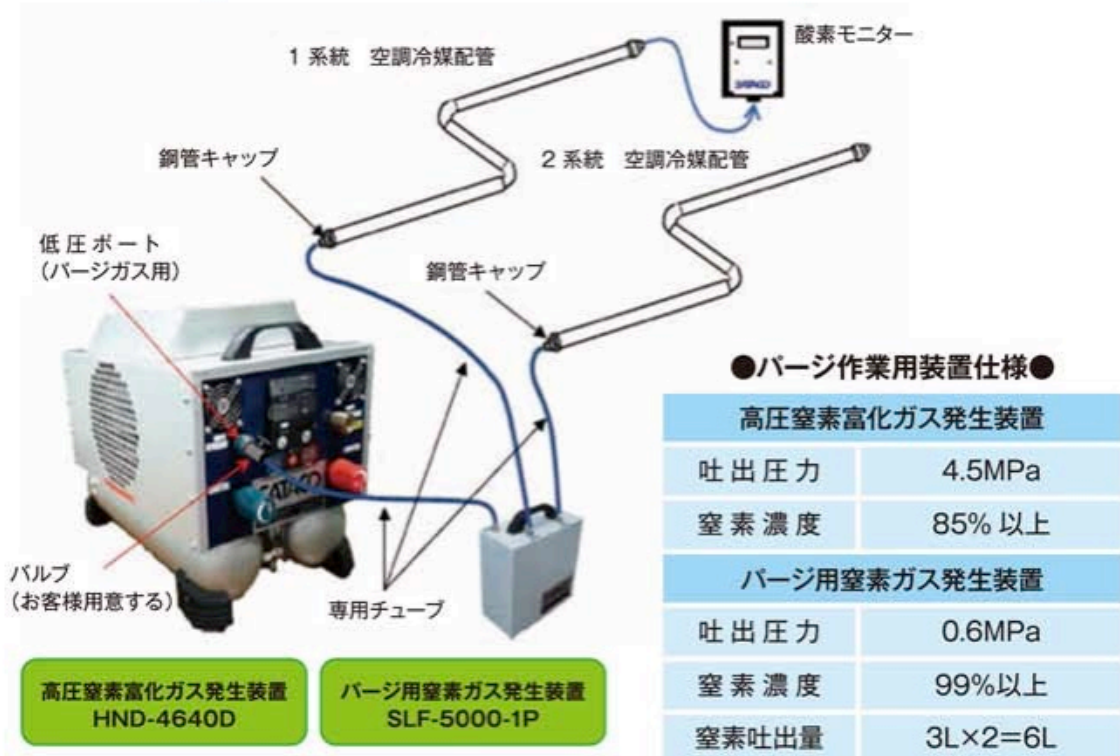 1系統 空調冷媒配管
酸素モニター
鋼管キャップ
2系統 空調冷媒配管
低圧ポート
(パージガス用)
鋼管キャップ
バルブ
(お客様用意する)
専用チューブ
SATACO
高圧窒素富化ガス発生装置
HND-4640D
パージ用窒素ガス発生装置
SLF-5000-1P
●パージ作業用装置仕様●
高圧窒素富化ガス発生装置
吐出圧力 4.5MPa
窒素濃度 85%以上
パージ用窒素ガス発生装置
吐出圧力 0.6MPa
窒素濃度 99%以上
窒素吐出量 3L×2=6L